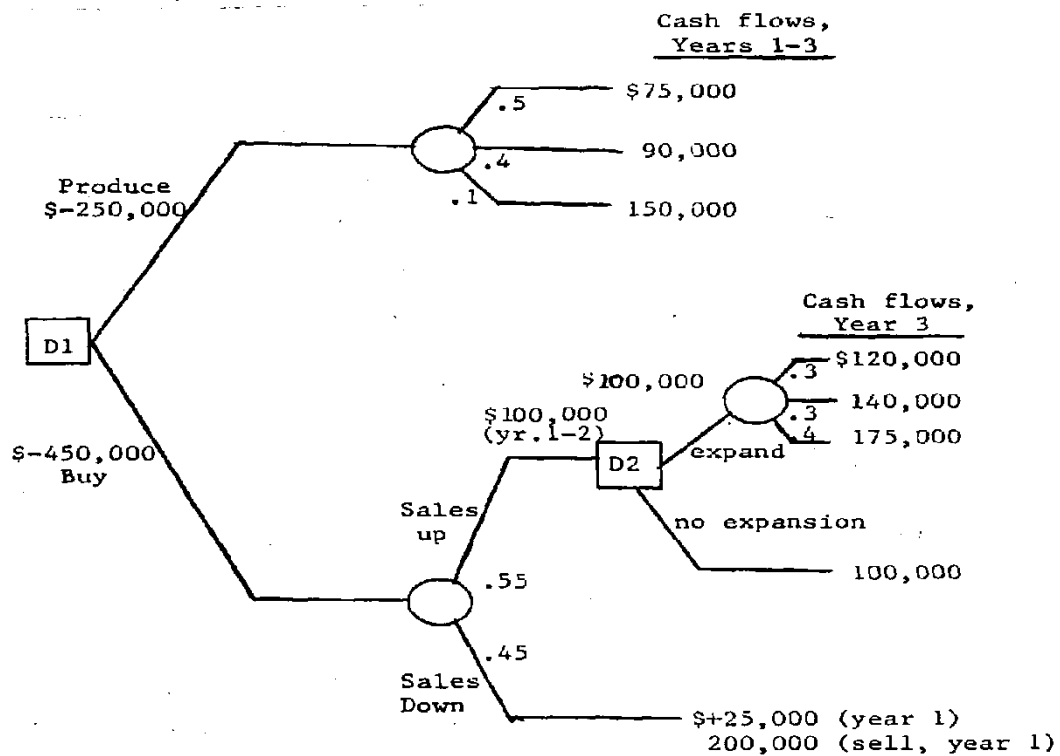 Cash flows,
Years 1-3
$75,000
.5
90,000
.4
.1
150,000
Produce
$-250,000
D1
$-450,000
Buy
Cash flows,
Year 3
$120,000
.3
$100,000
140,000
.3
175,000
.4
$100,000
(yr.1-2)
D2
expand
no expansion
100,000
Sales
up
.55
.45
Sales
Down
$+25,000 (year 1)
200,000 (sell, year 1)